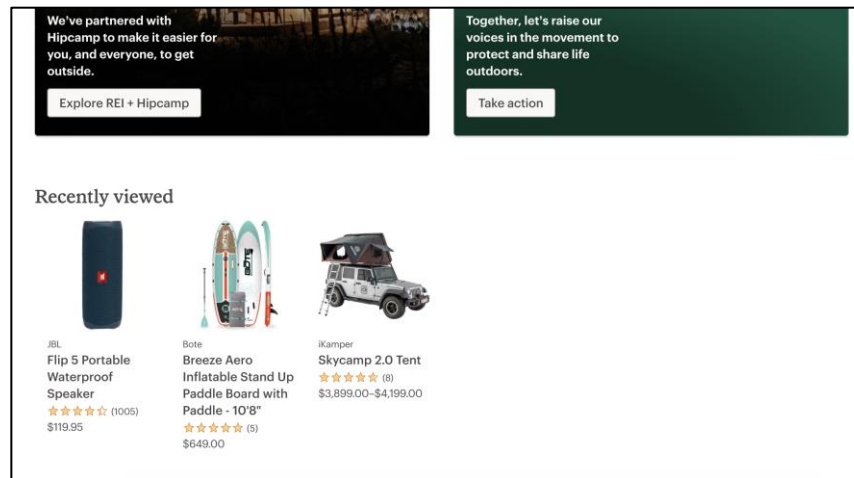 We've partnered with
Hipcamp to make it easier for
you, and everyone, to get
outside.
Explore REI + Hipcamp
Together, let's raise our
voices in the movement to
protect and share life
outdoors.
Take action
Recently viewed
JBL
Flip 5 Portable
Waterproof
Speaker
(1005)
$119.95
BOTE
Bote
Breeze Aero
Inflatable Stand Up
Paddle Board with
Paddle - 10'8"
(5)
$649.00
iKamper
Skycamp 2.0 Tent
(8)
$3,899.00–$4,199.00